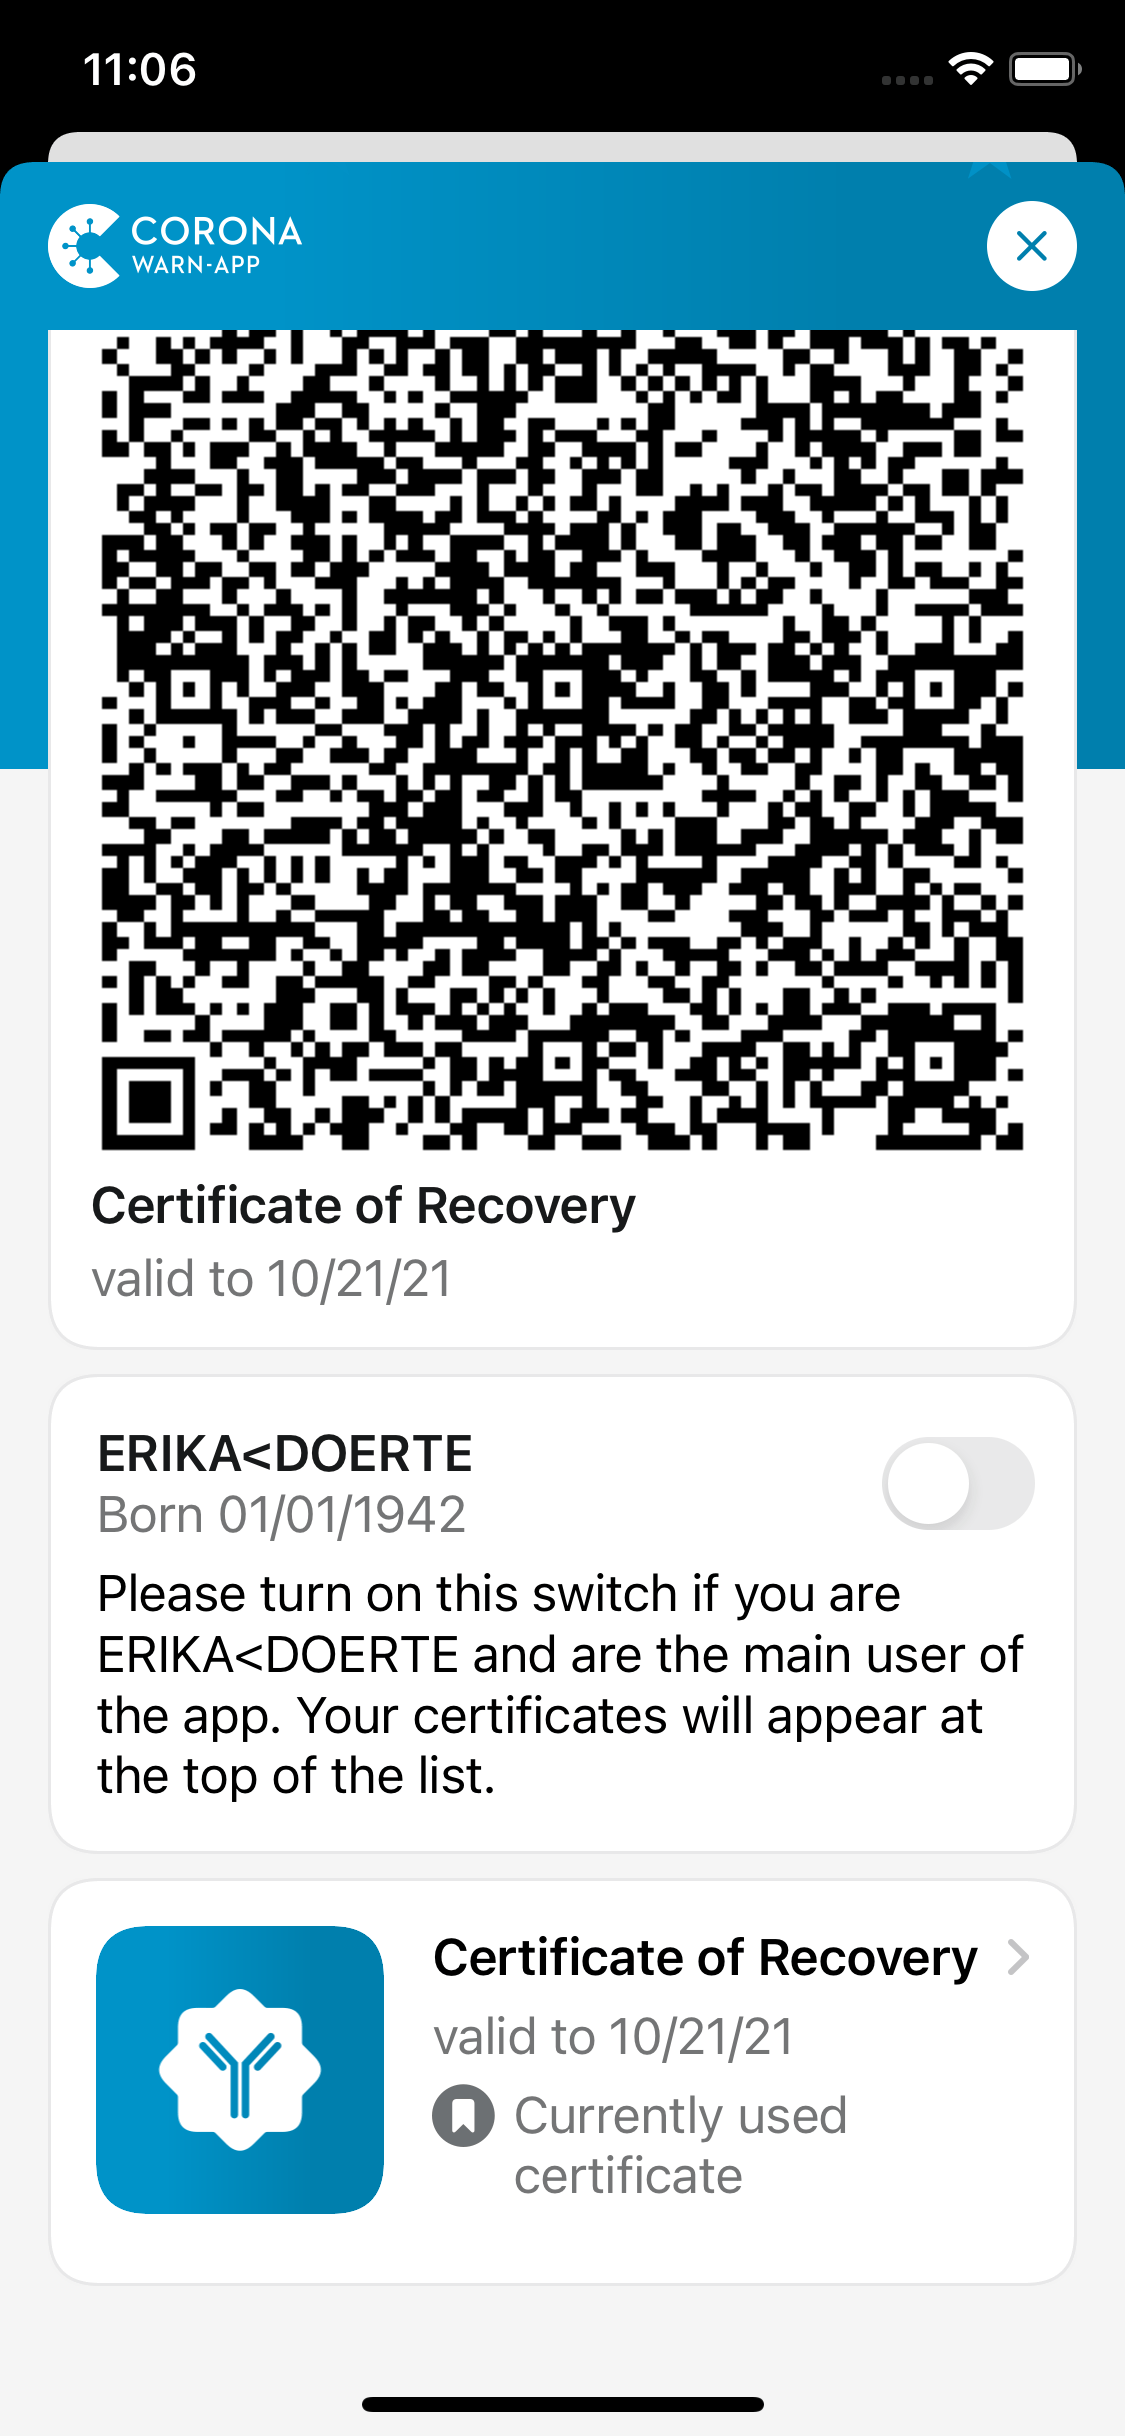 11:06
CORONA
WARN-APP
Certificate of Recovery
valid to 10/21/21
ERIKA<DOERTE
Born 01/01/1942
Please turn on this switch if you are
ERIKA<DOERTE and are the main user of
the app. Your certificates will appear at
the top of the list.
Certificate of Recovery
valid to 10/21/21
Currently used
certificate